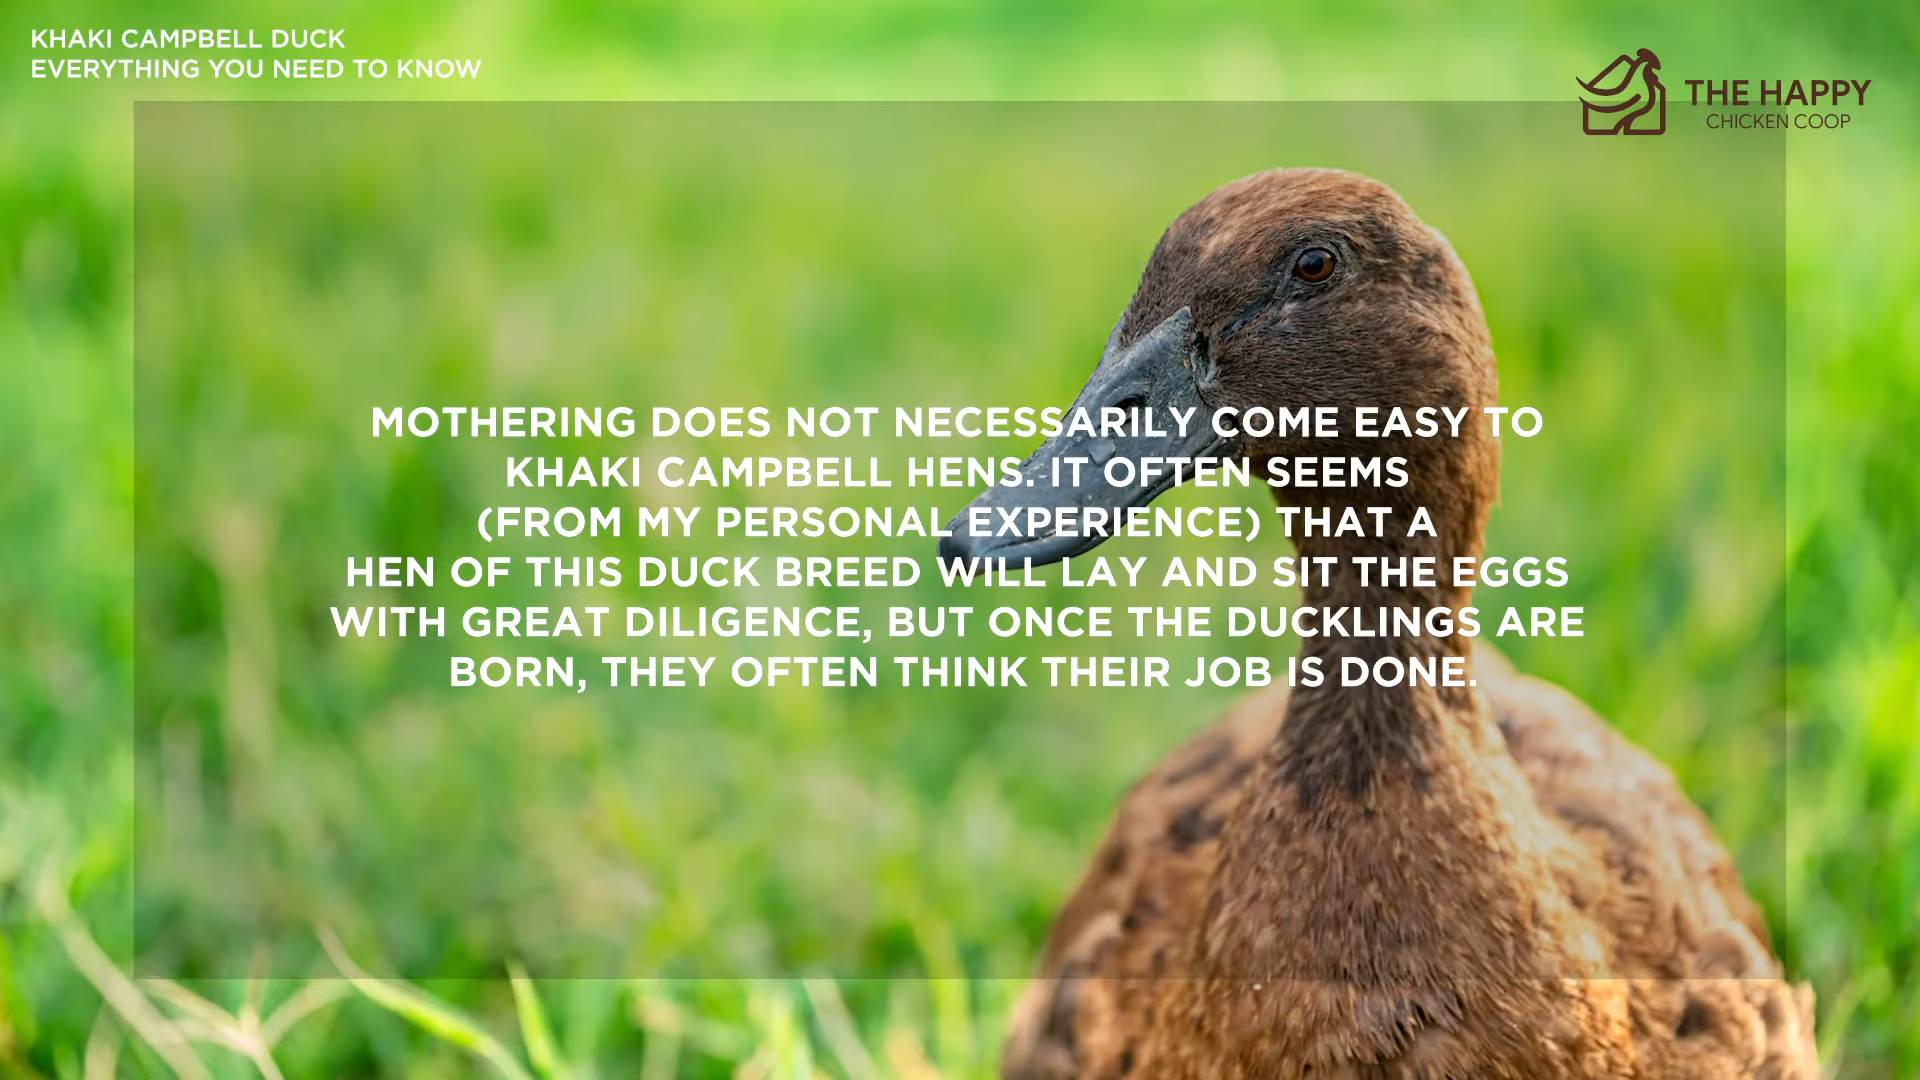 KHAKI CAMPBELL DUCK
EVERYTHING YOU NEED TO KNOW
THE HAPPY
CHICKEN COOP
MOTHERING DOES NOT NECESSARILY COME EASY TO
KHAKI CAMPBELL HENS. IT OFTEN SEEMS
(FROM MY PERSONAL EXPERIENCE) THAT A
HEN OF THIS DUCK BREED WILL LAY AND SIT THE EGGS
WITH GREAT DILIGENCE, BUT ONCE THE DUCKLINGS ARE
BORN, THEY OFTEN THINK THEIR JOB IS DONE.